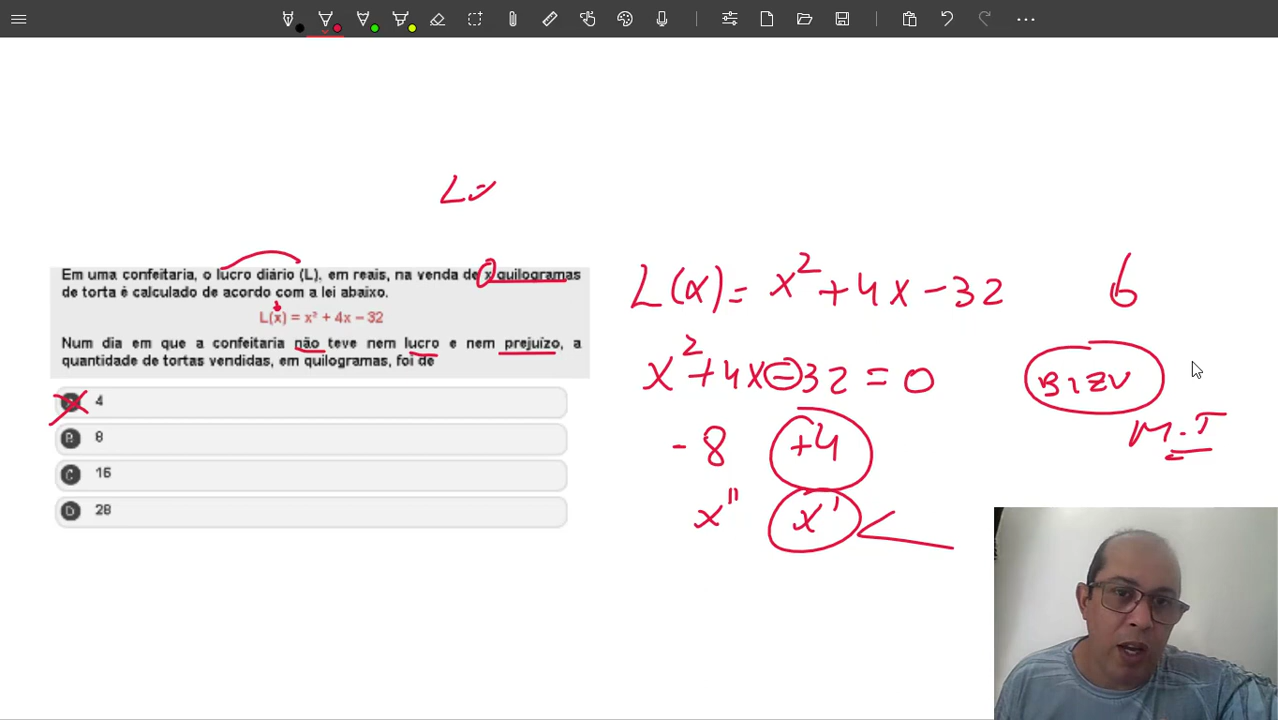 L=
Em uma confeitaria, o lucro diário (L), em reais, na venda de x quilogramas
de torta é calculado de acordo com a lei abaixo.
L(x) = x² + 4x – 32
Num dia em que a confeitaria não teve nem lucro e nem prejuízo, a
quantidade de tortas vendidas, em quilogramas, foi de
4
B 8
C 16
D 28
L(x) = x² + 4x - 32
6
x² + 4x - 32 = 0
BIZU
M.T
-8 +4
x'' x'